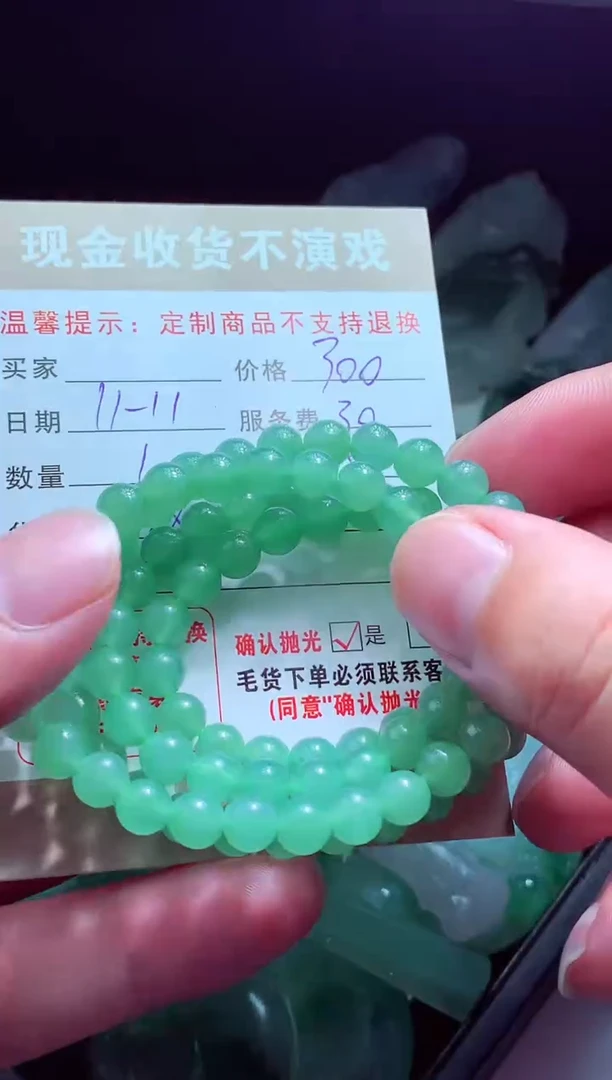 现金收货不演戏
温馨提示：定制商品不支持退换
买家 价格 300
日期 11-11 服务费 30
数量 1
换
确认抛光 ☑是
毛货下单必须联系客
(同意"确认抛光